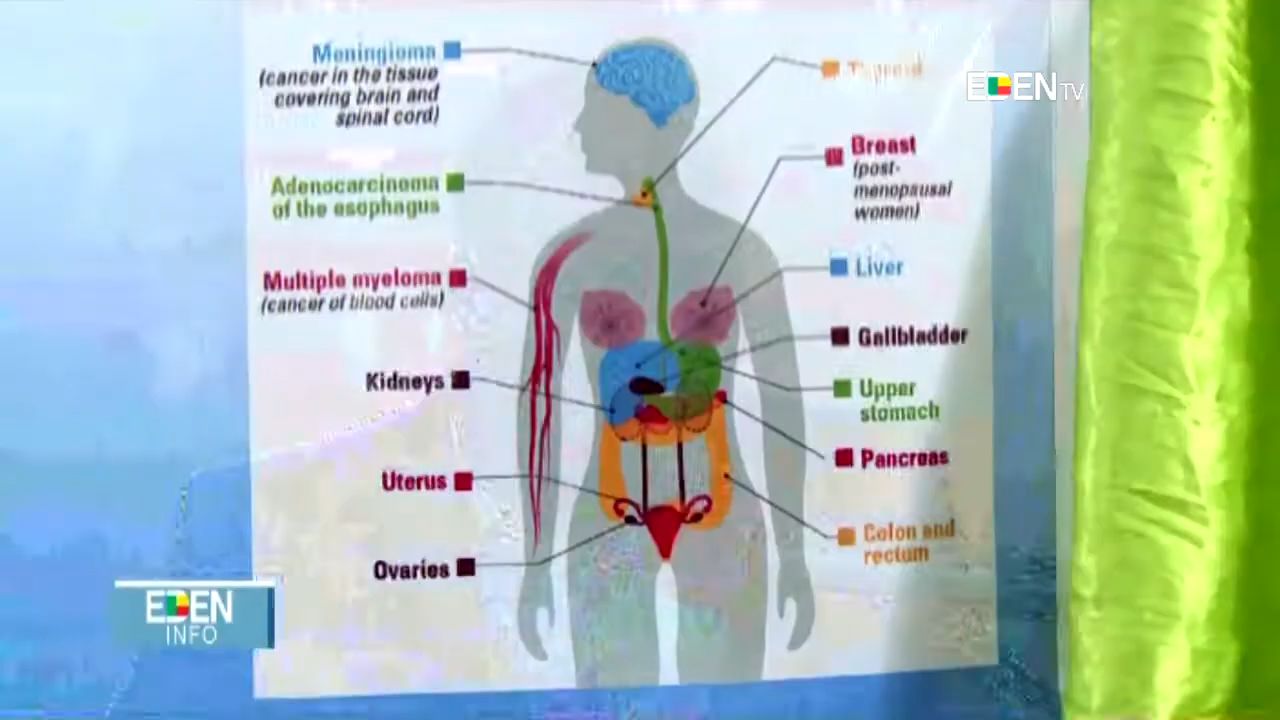 Meningioma
(cancer in the tissue
covering brain and
spinal cord)
Adenocarcinoma
of the esophagus
Multiple myeloma
(cancer of blood cells)
Kidneys
Uterus
Ovaries
Thyroid
EDEN TV
Breast
(post-
menopausal
women)
Liver
Gallbladder
Upper
stomach
Pancreas
Colon and
rectum
EDEN
INFO